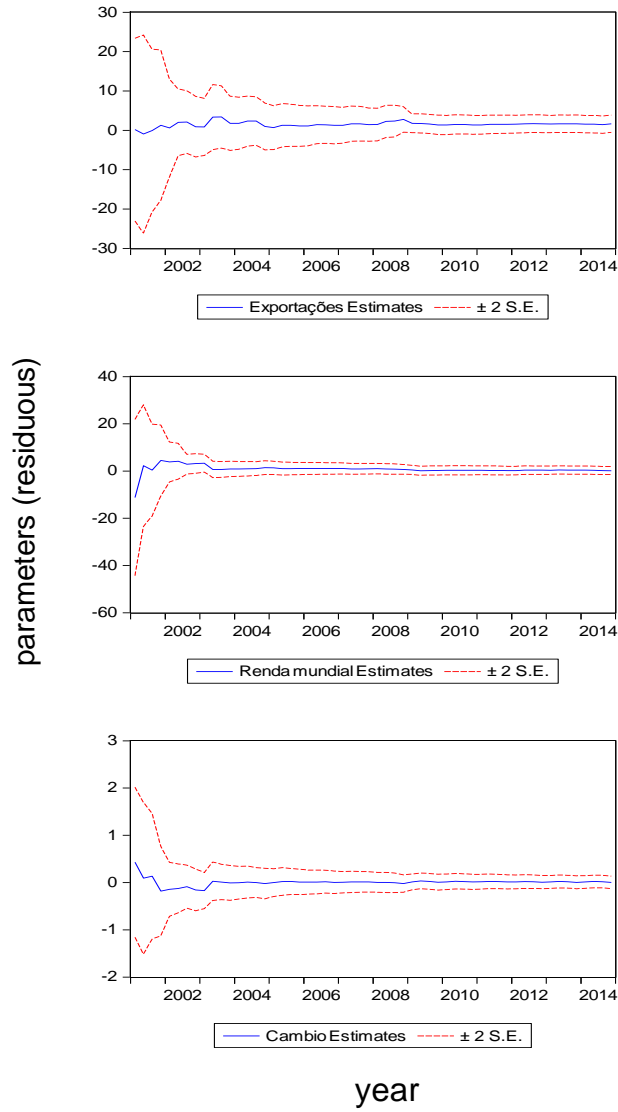 30
20
10
0
-10
-20
-30
2002 2004 2006 2008 2010 2012 2014
Exportações Estimates ± 2 S.E.
parameters (residuous)
40
20
0
-20
-40
-60
2002 2004 2006 2008 2010 2012 2014
Renda mundial Estimates ± 2 S.E.
3
2
1
0
-1
-2
2002 2004 2006 2008 2010 2012 2014
Cambio Estimates ± 2 S.E.
year